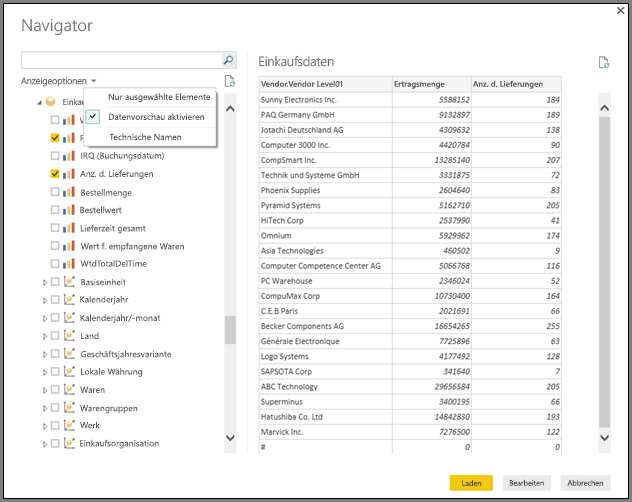 Navigator
Anzeigeoptionen
Nur ausgewählte Elemente
Datenvorschau aktivieren
Technische Namen
IRQ (Buchungsdatum)
Anz. d. Lieferungen
Bestellmenge
Bestellwert
Lieferzeit gesamt
Wert f. empfangene Waren
WtdTotalDelTime
Basiseinheit
Kalenderjahr
Kalenderjahr/-monat
Land
Geschäftsjahresvariante
Lokale Währung
Waren
Warengruppen
Werk
Einkaufsorganisation
Einkaufsdaten
Vendor.Vendor Level01 Ertragsmenge Anz. d. Lieferungen
Sunny Electronics Inc. 5588152 184
PAQ Germany GmbH 9132897 189
Jotachi Deutschland AG 4309632 138
Computer 3000 Inc. 4420784 90
CompSmart Inc. 13285140 207
Technik und Systeme GmbH 3331875 72
Phoenix Supplies 2604640 83
Pyramid Systems 5162710 205
HiTech Corp 2537990 41
Omnium 5929962 174
Asia Technologies 460502 9
Computer Competence Center AG 5066768 116
PC Warehouse 2346024 52
CompuMax Corp 10730400 164
C.E.B Paris 2021691 66
Becker Components AG 16654265 255
Générale Electronique 7725896 63
Logo Systems 4177492 128
SAPSOTA Corp 341640 7
ABC Technology 29656584 205
Superminus 3400195 66
Hatushiba Co. Ltd 14842830 193
Marvick Inc. 7276500 122
# 0 0
Laden
Bearbeiten
Abbrechen